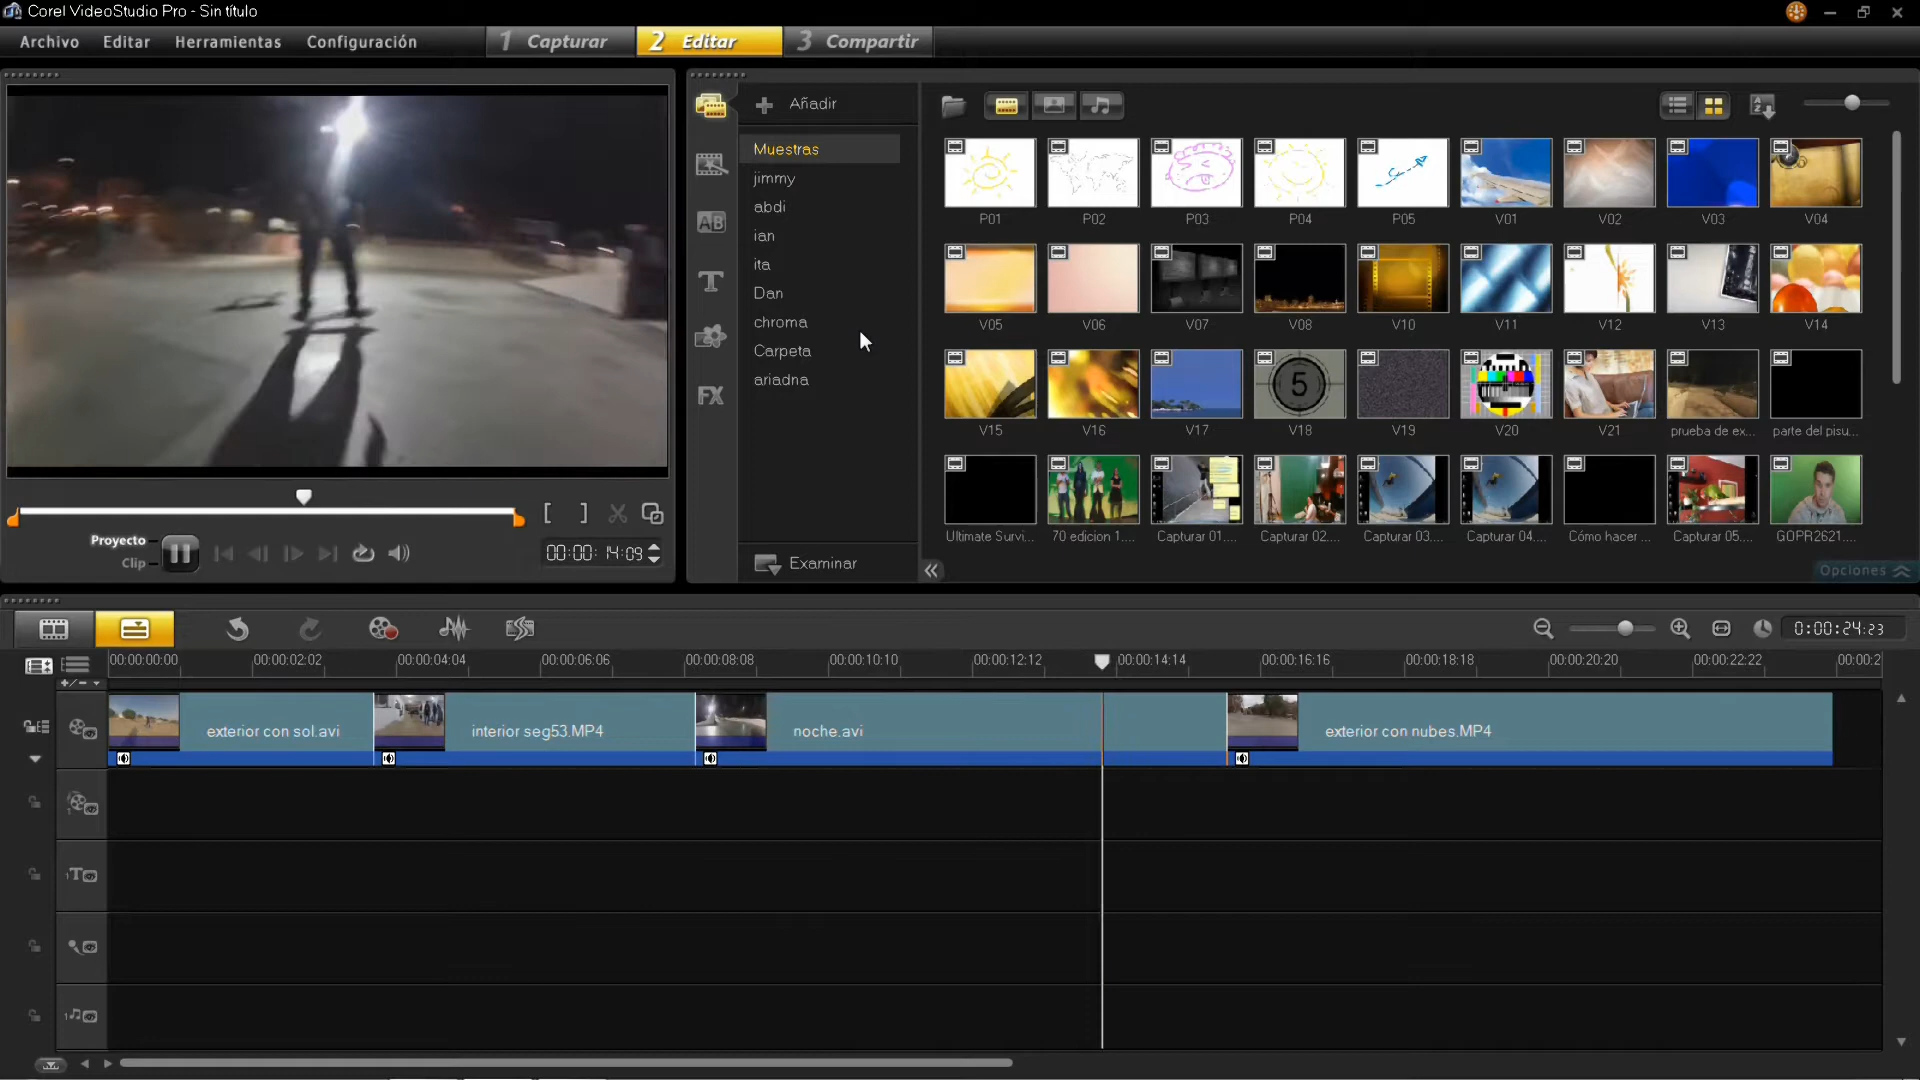 Corel VideoStudio Pro - Sin título
Archivo Editar Herramientas Configuración
1 Capturar 2 Editar 3 Compartir
Añadir
Muestras
jimmy
abdi
ian
ita
Dan
chroma
Carpeta
ariadna
Examinar
P01 P02 P03 P04 P05 V01 V02 V03 V04
V05 V06 V07 V08 V10 V11 V12 V13 V14
V15 V16 V17 V18 V19 V20 V21 prueba de ex... parte del pisu...
Ultimate Survi... 70 edicion 1.... Capturar 01.... Capturar 02.... Capturar 03.... Capturar 04.... Cómo hacer ... Capturar 05.... GOPR2621....
Opciones
Proyecto
Clip
00:00:14:09
AB
T
FX
5
0:00:24:23
00:00:00:00 00:00:02:02 00:00:04:04 00:00:06:06 00:00:08:08 00:00:10:10 00:00:12:12 00:00:14:14 00:00:16:16 00:00:18:18 00:00:20:20 00:00:22:22 00:00:2
exterior con sol.avi interior seg53.MP4 noche.avi exterior con nubes.MP4